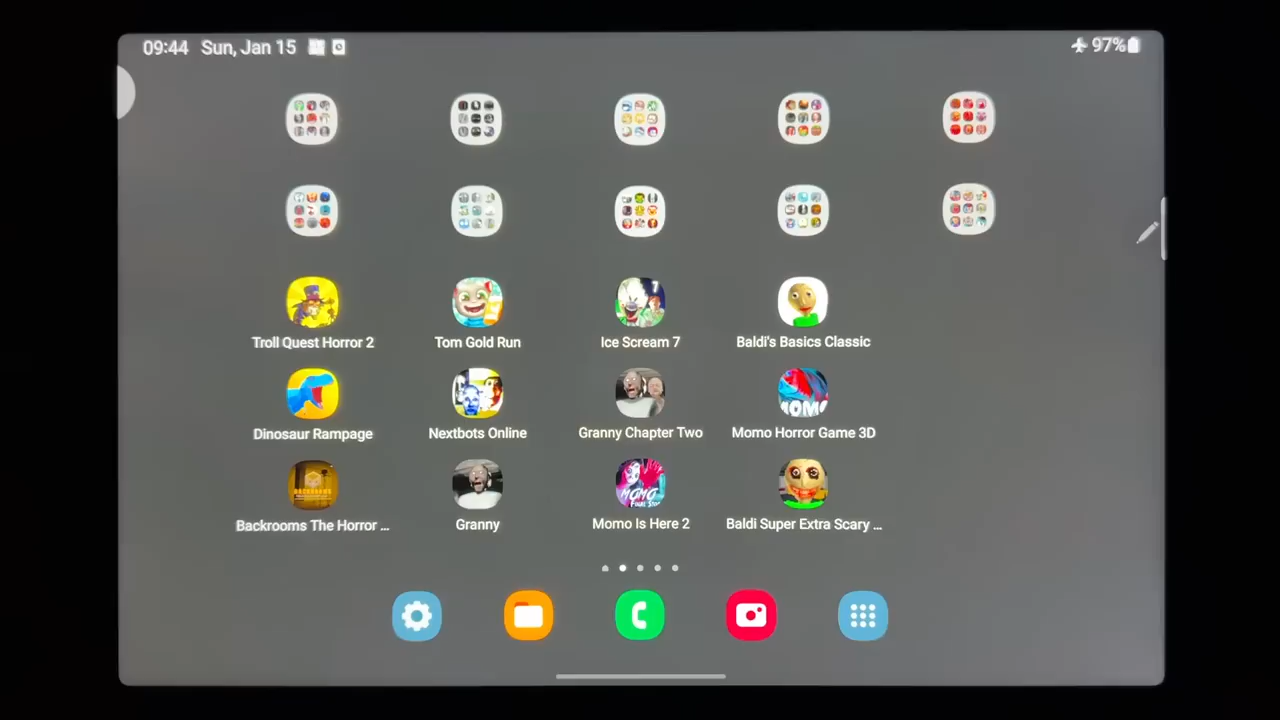 09:44 Sun, Jan 15
97%
Troll Quest Horror 2
Tom Gold Run
Ice Scream 7
Baldi's Basics Classic
Dinosaur Rampage
Nextbots Online
Granny Chapter Two
Momo Horror Game 3D
Backrooms The Horror ...
Granny
Momo Is Here 2
Baldi Super Extra Scary ...